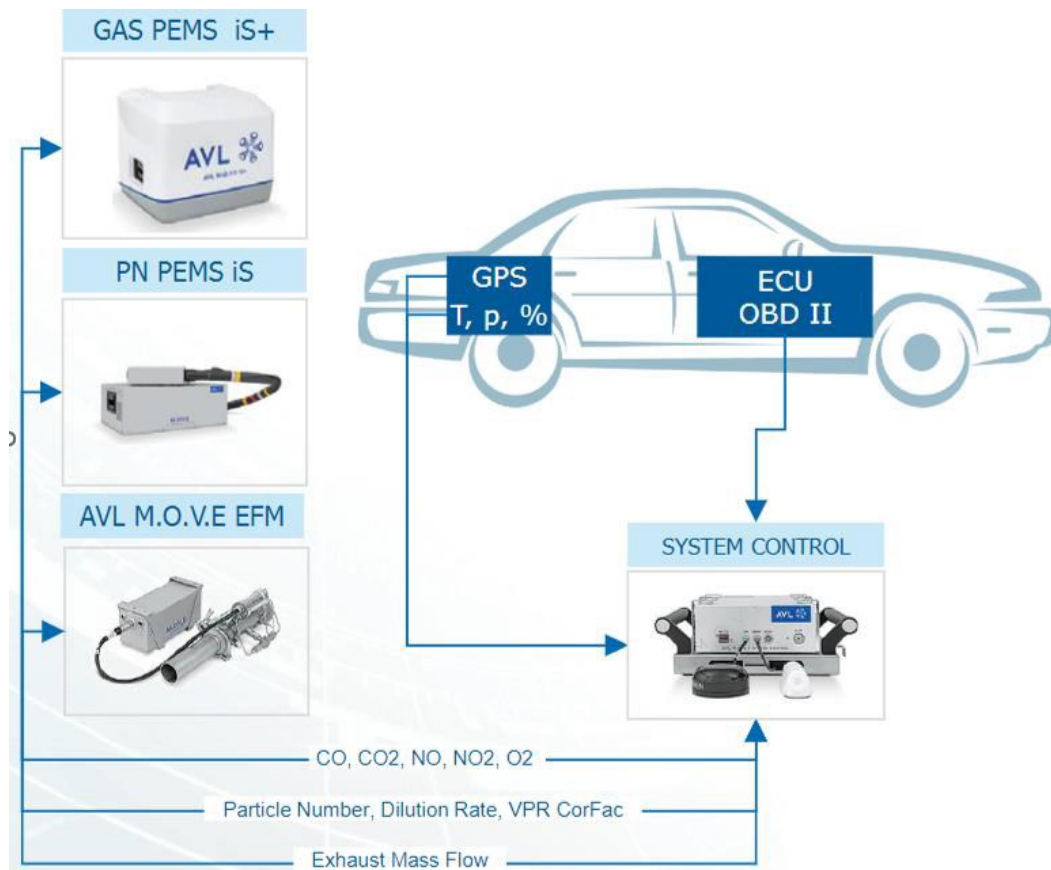 GAS PEMS iS+
AVL
PN PEMS iS
GPS
T, p, %
ECU
OBD II
AVL M.O.V.E EFM
SYSTEM CONTROL
AVL
CO, CO2, NO, NO2, O2
Particle Number, Dilution Rate, VPR CorFac
Exhaust Mass Flow